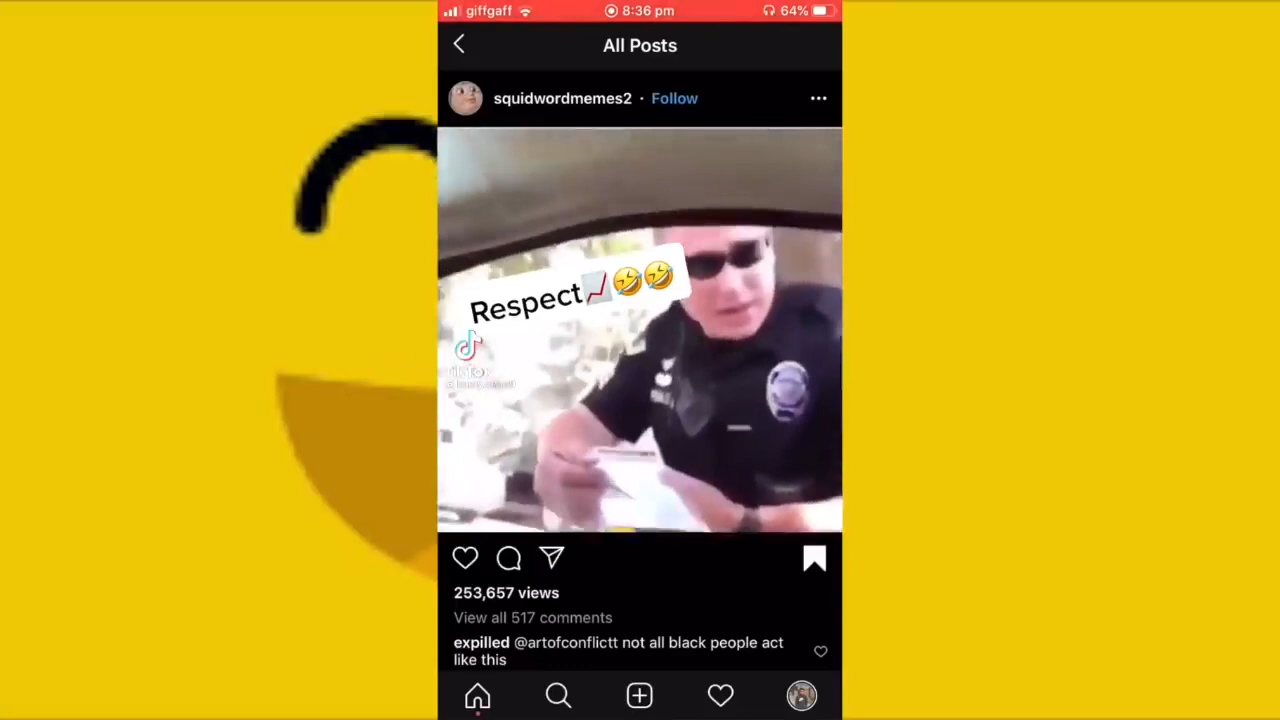 giffgaff 8:36 pm 64%
All Posts
squidwordmemes2 · Follow
Respect📈🤣🤣
TikTok
253,657 views
View all 517 comments
expilled @artofconflictt not all black people act
like this